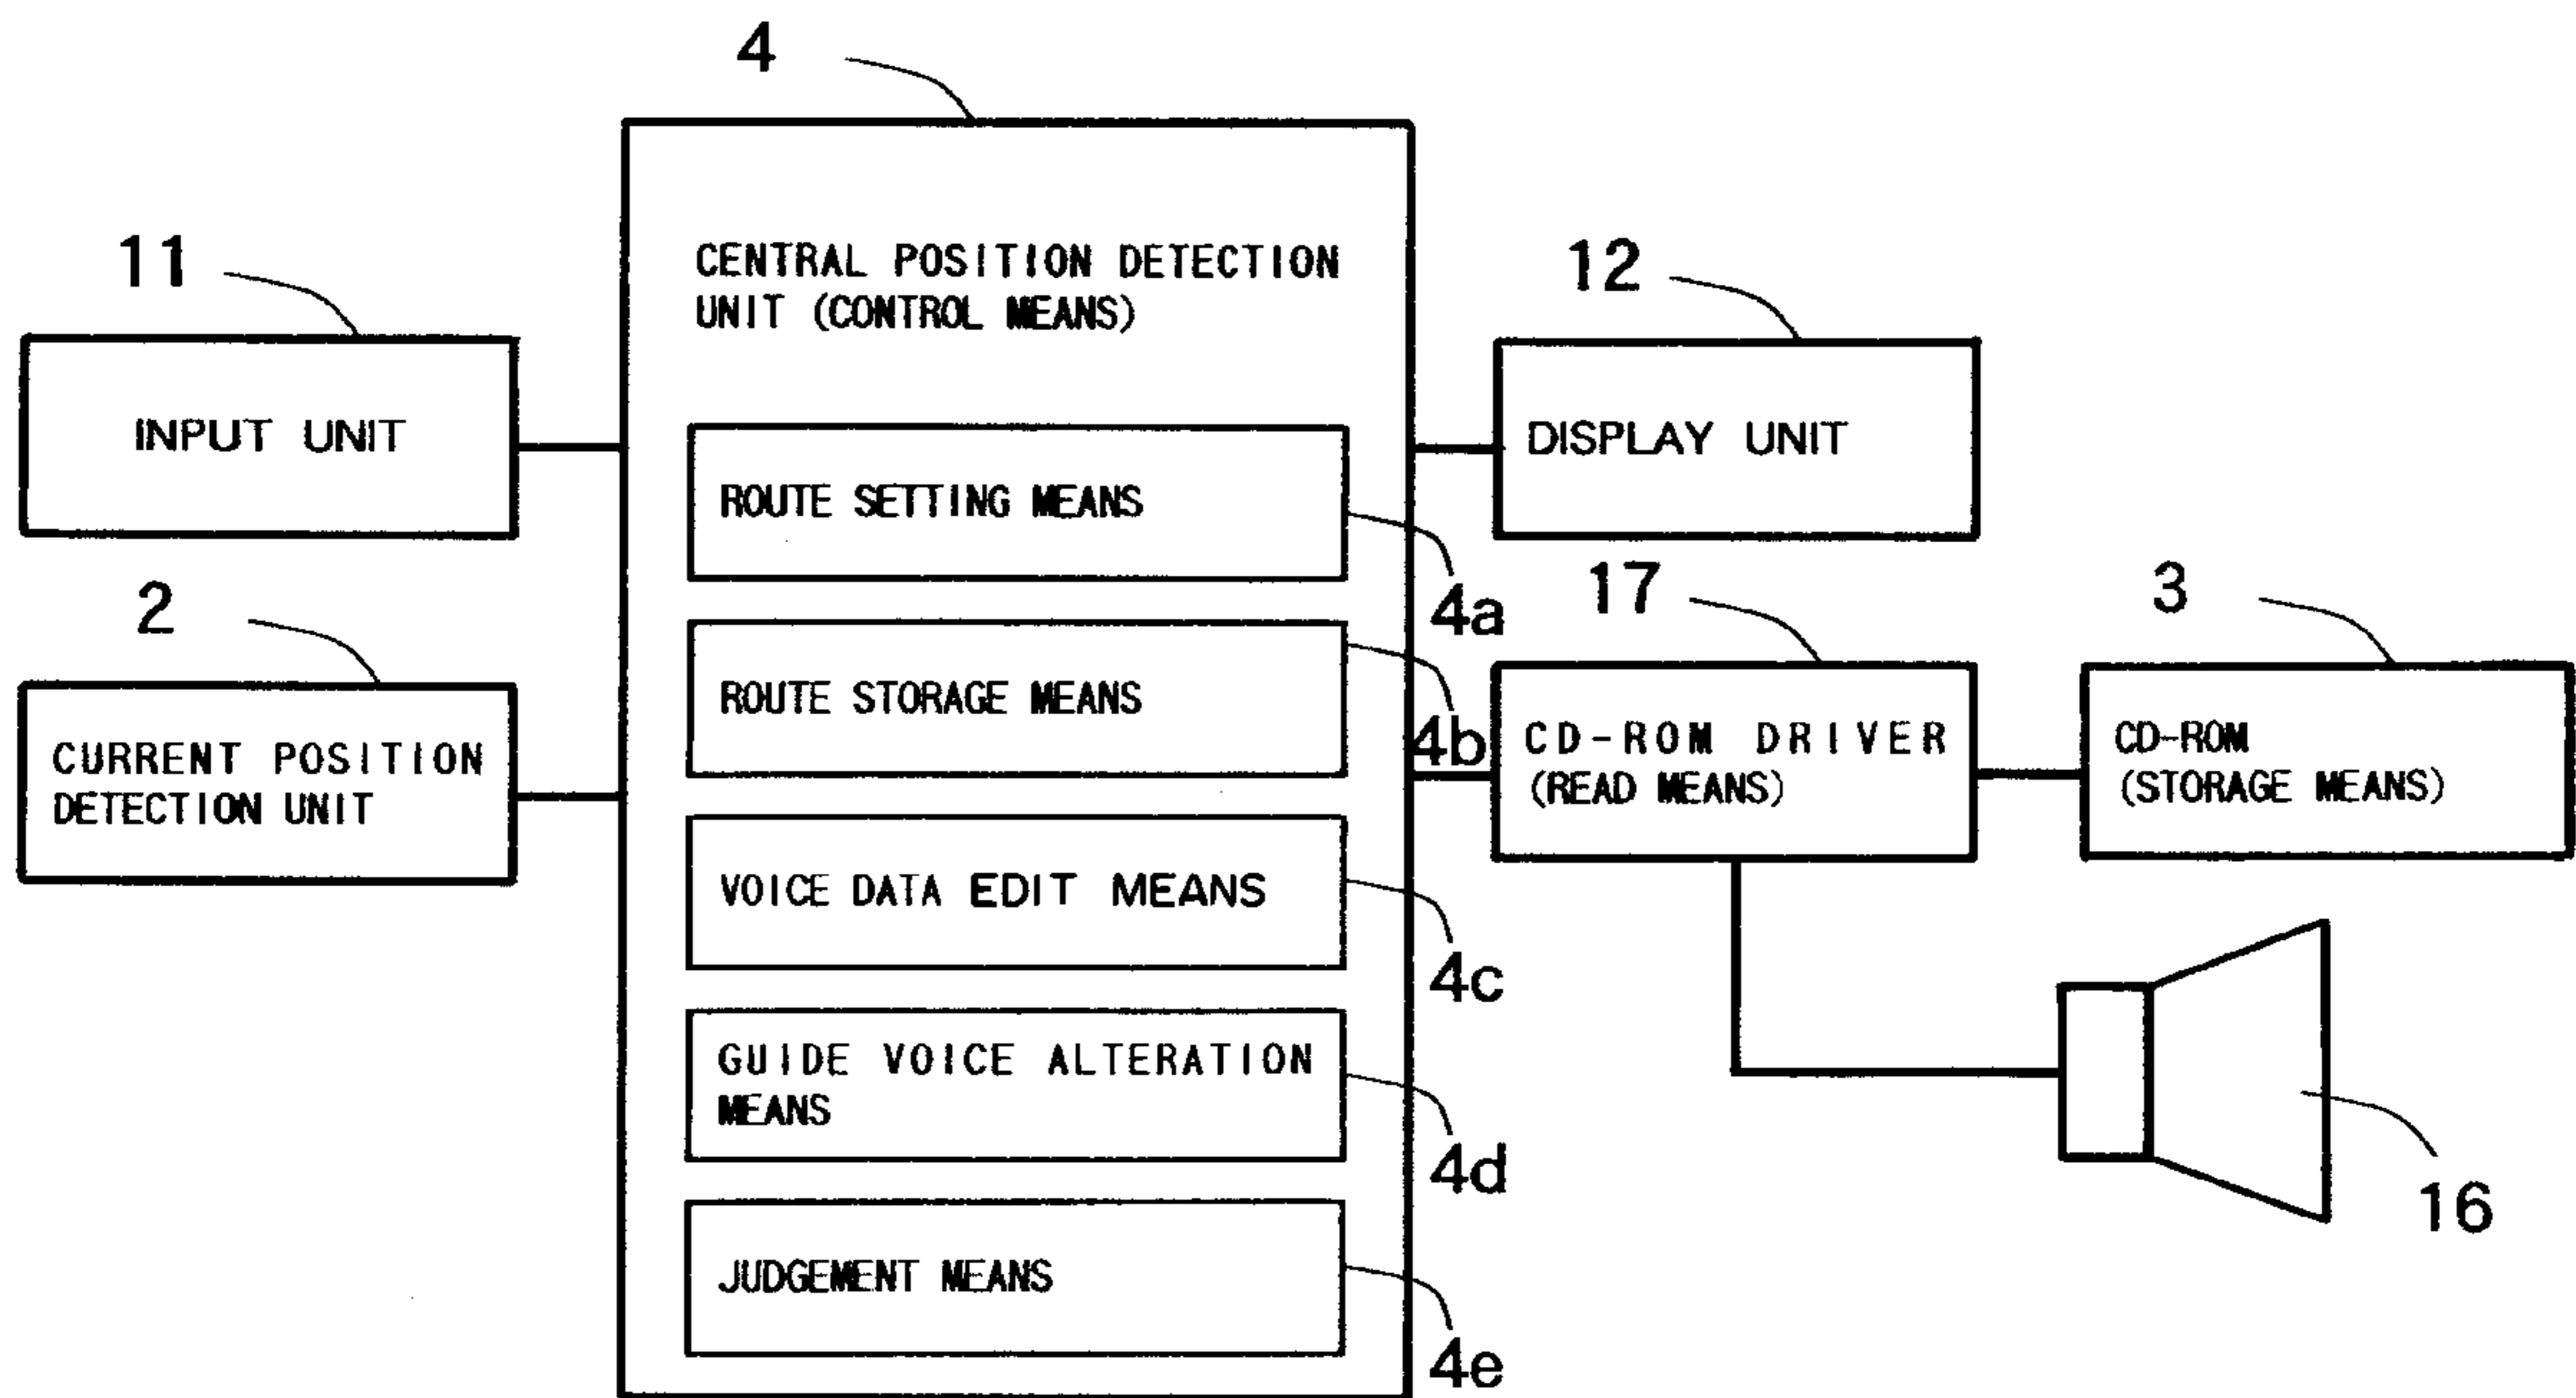 4
CENTRAL POSITION DETECTION
UNIT (CONTROL MEANS)
11
INPUT UNIT
2
CURRENT POSITION
DETECTION UNIT
ROUTE SETTING MEANS
4a
ROUTE STORAGE MEANS
4b
VOICE DATA EDIT MEANS
4c
GUIDE VOICE ALTERATION
MEANS
4d
JUDGEMENT MEANS
4e
12
DISPLAY UNIT
17
CD-ROM DRIVER
(READ MEANS)
3
CD-ROM
(STORAGE MEANS)
16